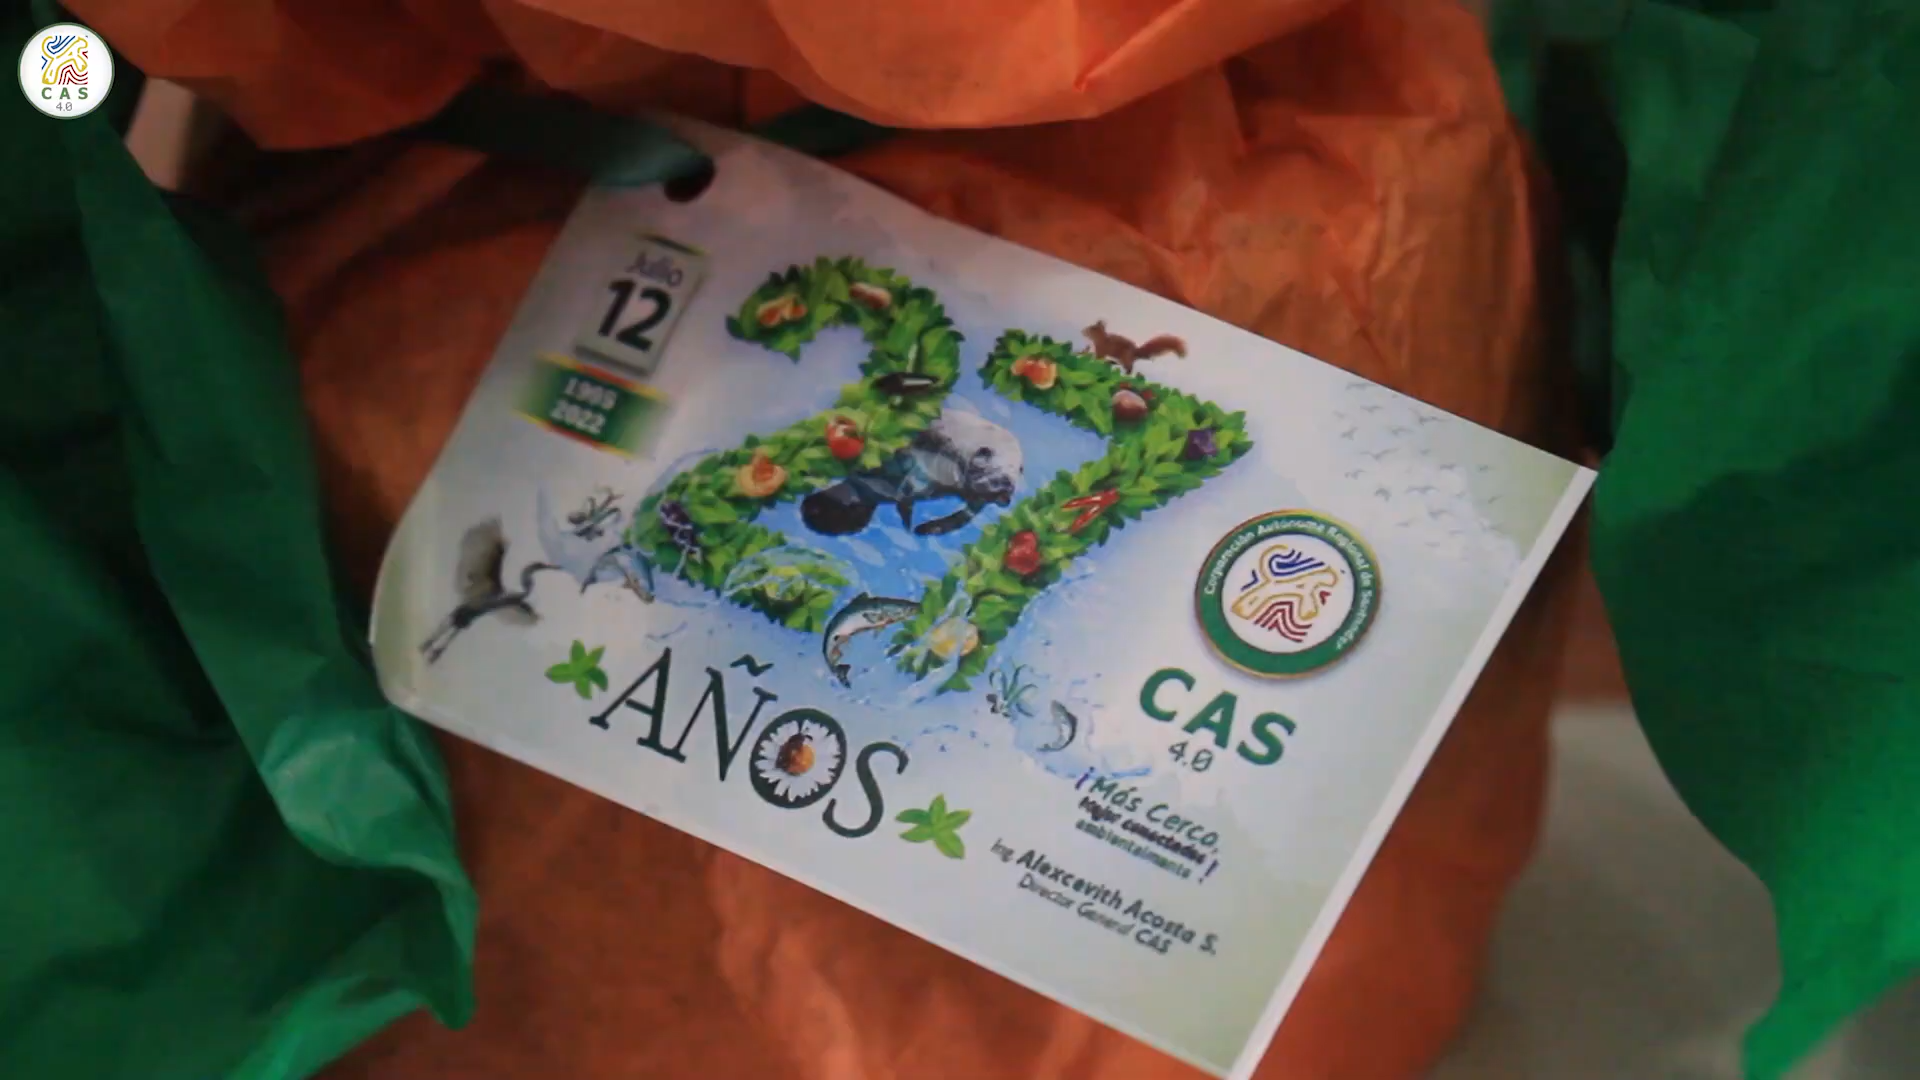 CAS
4.0
Julio
12
1995
2022
27
AÑOS
Corporación Autónoma Regional de Santander
CAS
4.0
¡Más Cerca,
Mejor conectados
ambientalmente!
Ing. Alexcevith Acosta S.
Director General CAS